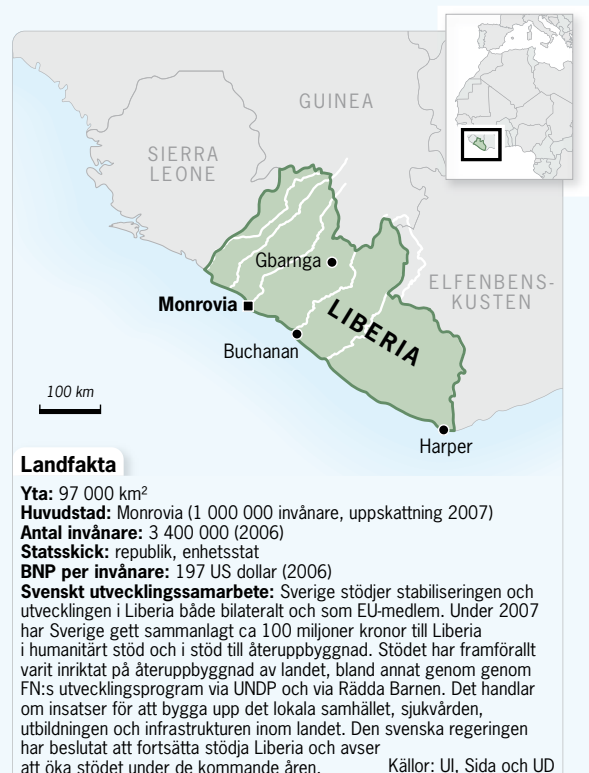 GUINEA
SIERRA
LEONE
Gbarnga
ELFENBENS-
KUSTEN
Monrovia
LIBERIA
Buchanan
100 km
Harper
Landfakta
Yta: 97 000 km²
Huvudstad: Monrovia (1 000 000 invånare, uppskattning 2007)
Antal invånare: 3 400 000 (2006)
Statsskick: republik, enhetsstat
BNP per invånare: 197 US dollar (2006)
Svenskt utvecklingssamarbete: Sverige stödjer stabiliseringen och
utvecklingen i Liberia både bilateralt och som EU-medlem. Under 2007
har Sverige gett sammanlagt ca 100 miljoner kronor till Liberia
i humanitärt stöd och i stöd till återuppbyggnad. Stödet har framförallt
varit inriktat på återuppbyggnad av landet, bland annat genom genom
FN:s utvecklingsprogram via UNDP och via Rädda Barnen. Det handlar
om insatser för att bygga upp det lokala samhället, sjukvården,
utbildningen och infrastrukturen inom landet. Den svenska regeringen
har beslutat att fortsätta stödja Liberia och avser
att öka stödet under de kommande åren.
Källor: UI, Sida och UD